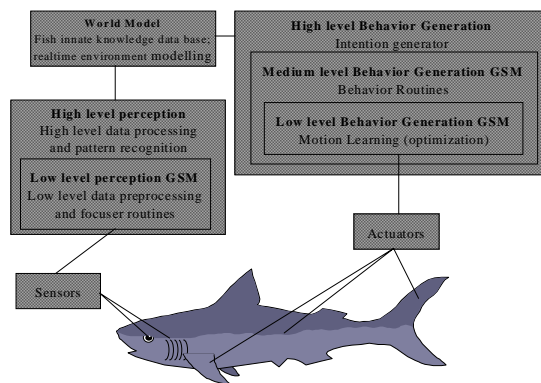 World Model
Fish innate knowledge data base;
realtime environment modelling
High level Behavior Generation
Intention generator
Medium level Behavior Generation GSM
Behavior Routines
Low level Behavior Generation GSM
Motion Learning (optimization)
High level perception
High level data processing
and pattern recognition
Low level perception GSM
Low level data preprocessing
and focuser routines
Actuators
Sensors